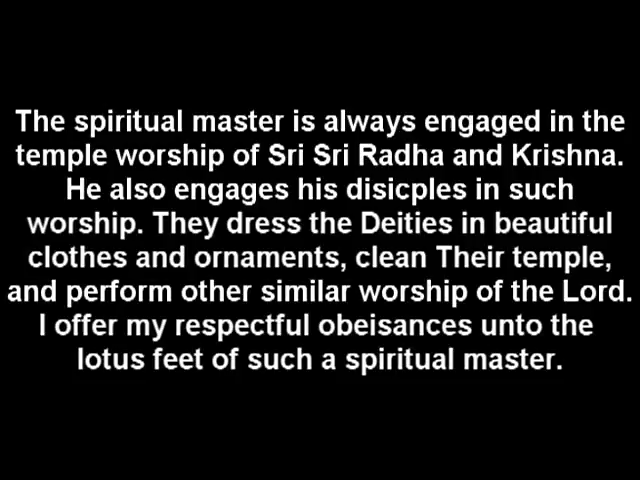 The spiritual master is always engaged in the
temple worship of Sri Sri Radha and Krishna.
He also engages his disicples in such
worship. They dress the Deities in beautiful
clothes and ornaments, clean Their temple,
and perform other similar worship of the Lord.
I offer my respectful obeisances unto the
lotus feet of such a spiritual master.